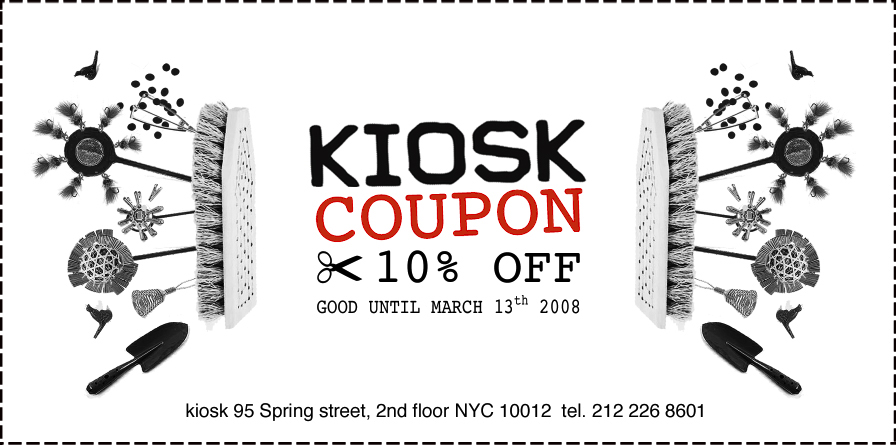 KIOSK
COUPON
10% OFF
GOOD UNTIL MARCH 13th 2008
kiosk 95 Spring street, 2nd floor NYC 10012 tel. 212 226 8601